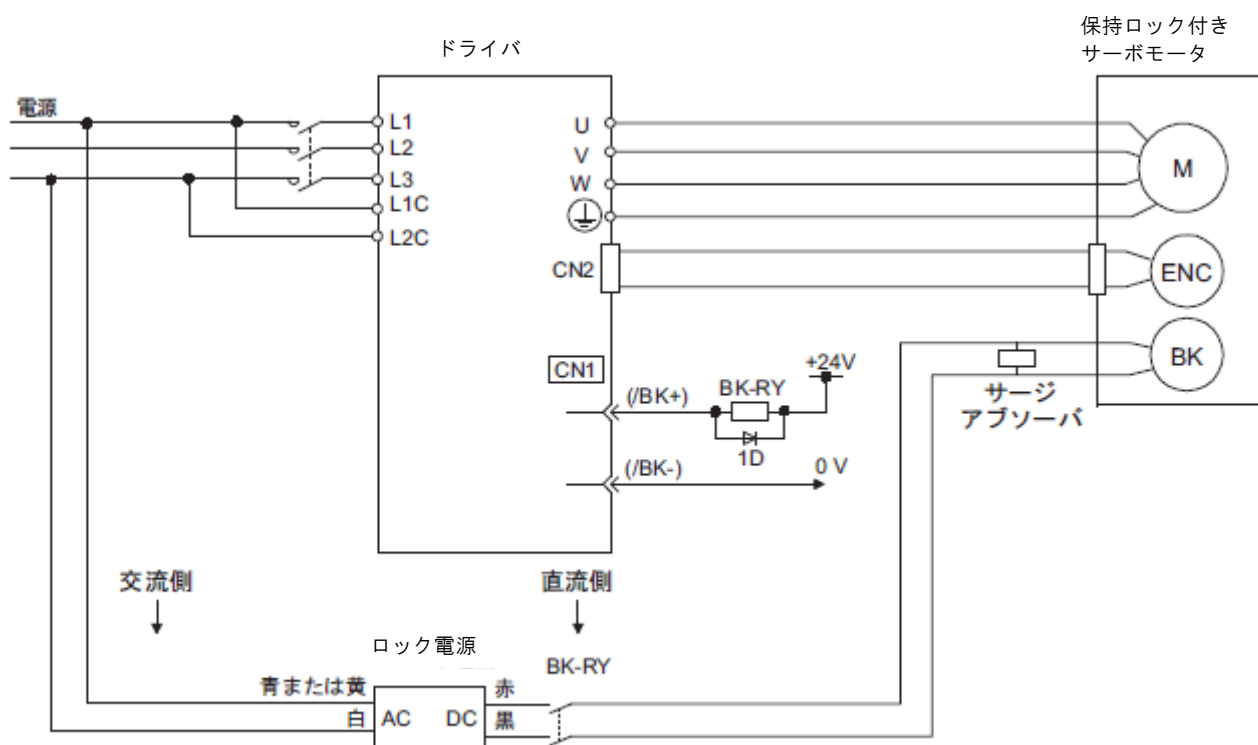 保持ロック付き
サーボモータ
ドライバ
電源
L1
L2
L3
L1C
L2C
U
V
W
M
CN2
ENC
CN1
BK
+24V
(/BK+)
BK-RY
1D
サージ
アブソーバ
(/BK-)
0 V
交流側
直流側
ロック電源
BK-RY
青または黄
白
AC
DC
赤
黒